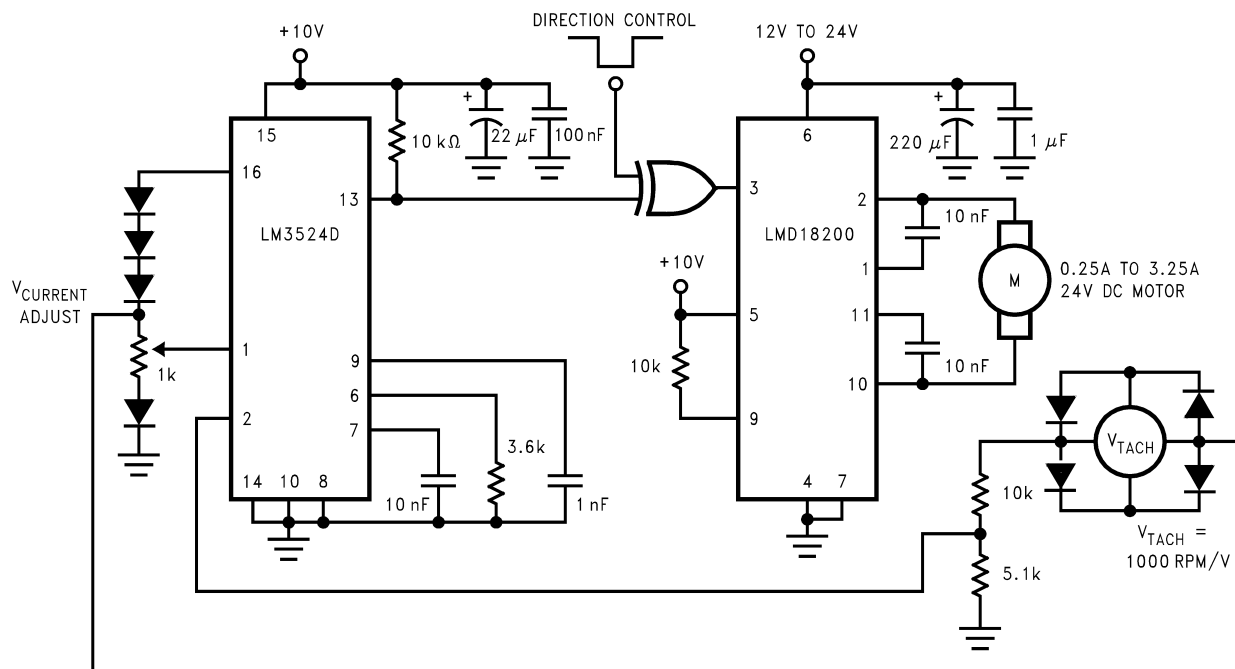 DIRECTION CONTROL
+10V
12V TO 24V
15
10 kΩ
+
22 μF
100 nF
6
+
220 μF
1 μF
16
13
3
2
10 nF
LM3524D
LMD18200
1
+10V
M
0.25A TO 3.25A
24V DC MOTOR
VCURRENT
ADJUST
5
11
1k
1
9
10k
10 nF
6
10
2
7
3.6k
9
VTACH
14
10
8
10 nF
1 nF
4
7
10k
VTACH =
1000 RPM/V
5.1k